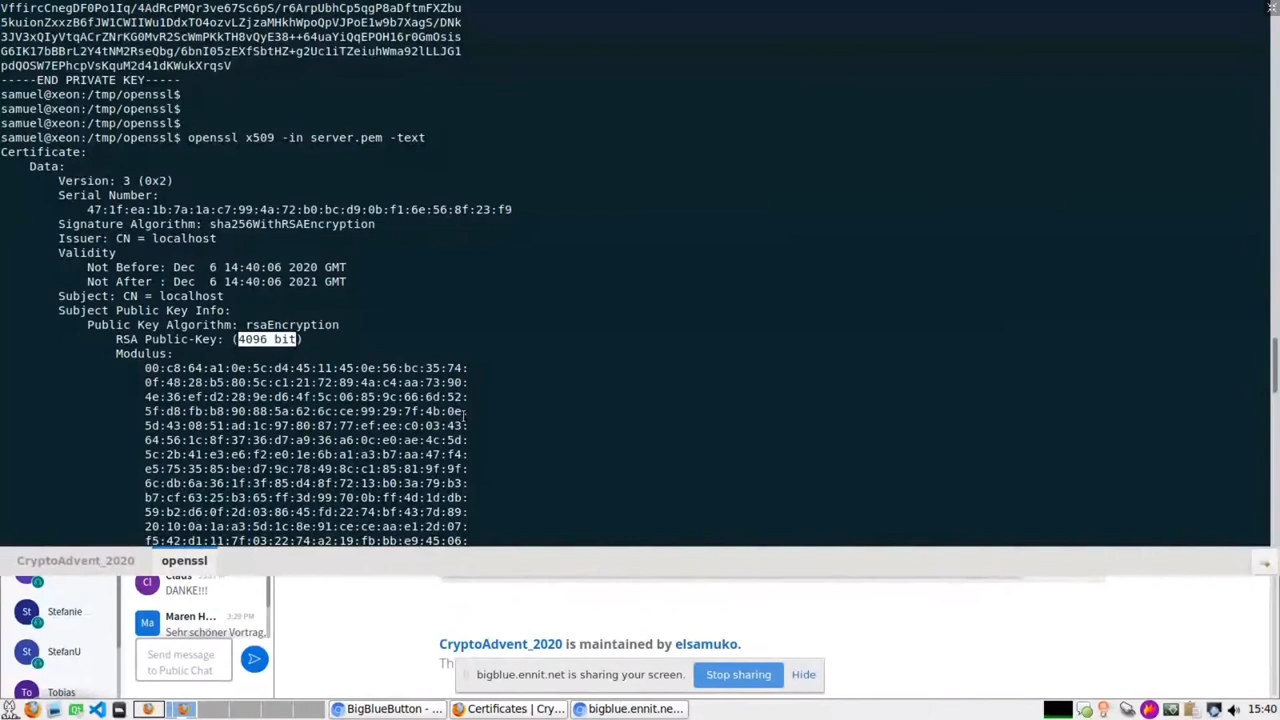 VffircCnegDF0Po1Iq/4AdRcPMQr3ve67Sc6pS/r6ArpUbhCp5qgP8aDftmFXZbu
5kuionZxxzB6fJW1CWIIWu1DdxTO4ozvLZjzaMHkhWpoQpVJPoE1w9b7XagS/DNk
3JV3xQIyVtqACrZNrKG0MvR2ScWmPKkTH8vQyE38++64uaYiQqEPOH16r0GmOsis
G6IK17bBBrL2Y4tNM2RseQbg/6bnI05zEXfSbtHZ+g2Uc1iTZeiuhWma92lLLJG1
pdQOSW7EPhcpVsKquM2d41dKWukXrqsV
-----END PRIVATE KEY-----
samuel@xeon:/tmp/openssl$
samuel@xeon:/tmp/openssl$
samuel@xeon:/tmp/openssl$
samuel@xeon:/tmp/openssl$ openssl x509 -in server.pem -text
Certificate:
Data:
Version: 3 (0x2)
Serial Number:
47:1f:ea:1b:7a:1a:c7:99:4a:72:b0:bc:d9:0b:f1:6e:56:8f:23:f9
Signature Algorithm: sha256WithRSAEncryption
Issuer: CN = localhost
Validity
Not Before: Dec  6 14:40:06 2020 GMT
Not After : Dec  6 14:40:06 2021 GMT
Subject: CN = localhost
Subject Public Key Info:
Public Key Algorithm: rsaEncryption
RSA Public-Key: (4096 bit)
Modulus:
00:c8:64:a1:0e:5c:d4:45:11:45:0e:56:bc:35:74:
0f:48:28:b5:80:5c:c1:21:72:89:4a:c4:aa:73:90:
4e:36:ef:d2:28:9e:d6:4f:5c:06:85:9c:66:6d:52:
5f:d8:fb:b8:90:88:5a:62:6c:ce:99:29:7f:4b:0e:
5d:43:08:51:ad:1c:97:80:87:77:ef:ee:c0:03:43:
64:56:1c:8f:37:36:d7:a9:36:a6:0c:e0:ae:4c:5d:
5c:2b:41:e3:e6:f2:e0:1e:6b:a1:a3:b7:aa:47:f4:
e5:75:35:85:be:d7:9c:78:49:8c:c1:85:81:9f:9f:
6c:db:6a:36:1f:3f:85:d4:8f:72:13:b0:3a:79:b3:
b7:cf:63:25:b3:65:ff:3d:99:70:0b:ff:4d:1d:db:
59:b2:d6:0f:2d:03:86:45:fd:22:74:bf:43:7d:89:
20:10:0a:1a:a3:5d:1c:8e:91:ce:ce:aa:e1:2d:07:
f5:42:d1:11:7f:03:22:74:a2:19:fb:bb:e9:45:06:
CryptoAdvent_2020 openssl
Cl Claus
DANKE!!!
St Stefanie
Ma Maren H... 3:29 PM
Sehr schöner Vortrag,
St StefanU
Send message
to Public Chat
To Tobias
CryptoAdvent_2020 is maintained by elsamuko.
bigblue.ennit.net is sharing your screen. Stop sharing Hide
BigBlueButton - ... Certificates | Cry... bigblue.ennit.ne... 15:40